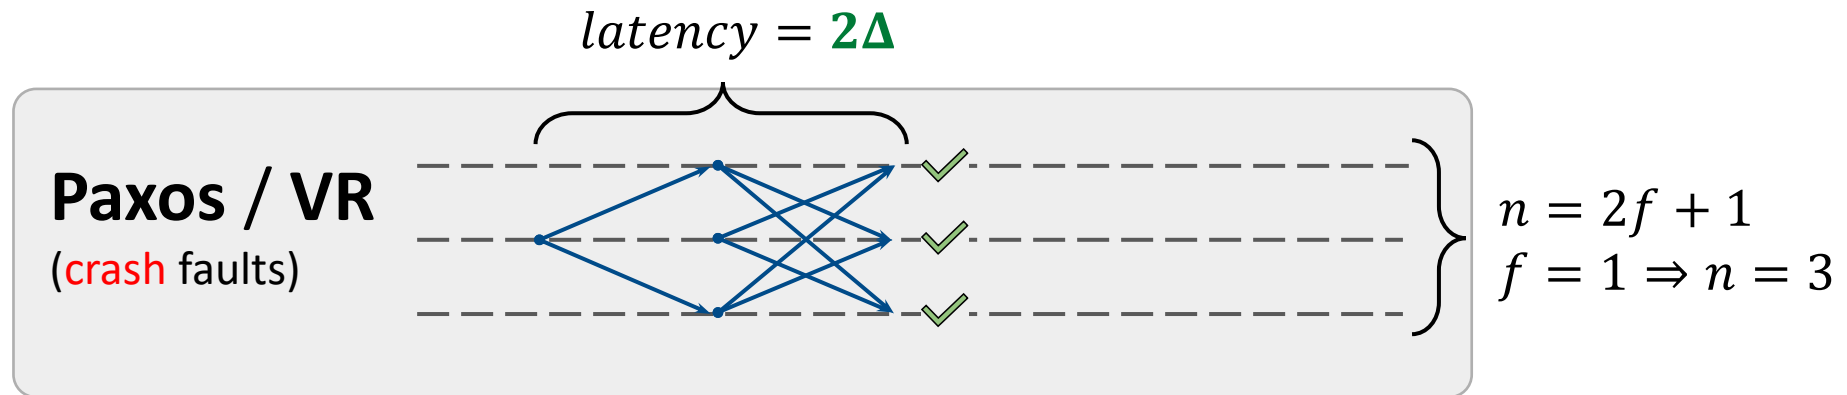 latency = 2Δ
Paxos / VR
(crash faults)
n = 2f + 1
f = 1 ⇒ n = 3